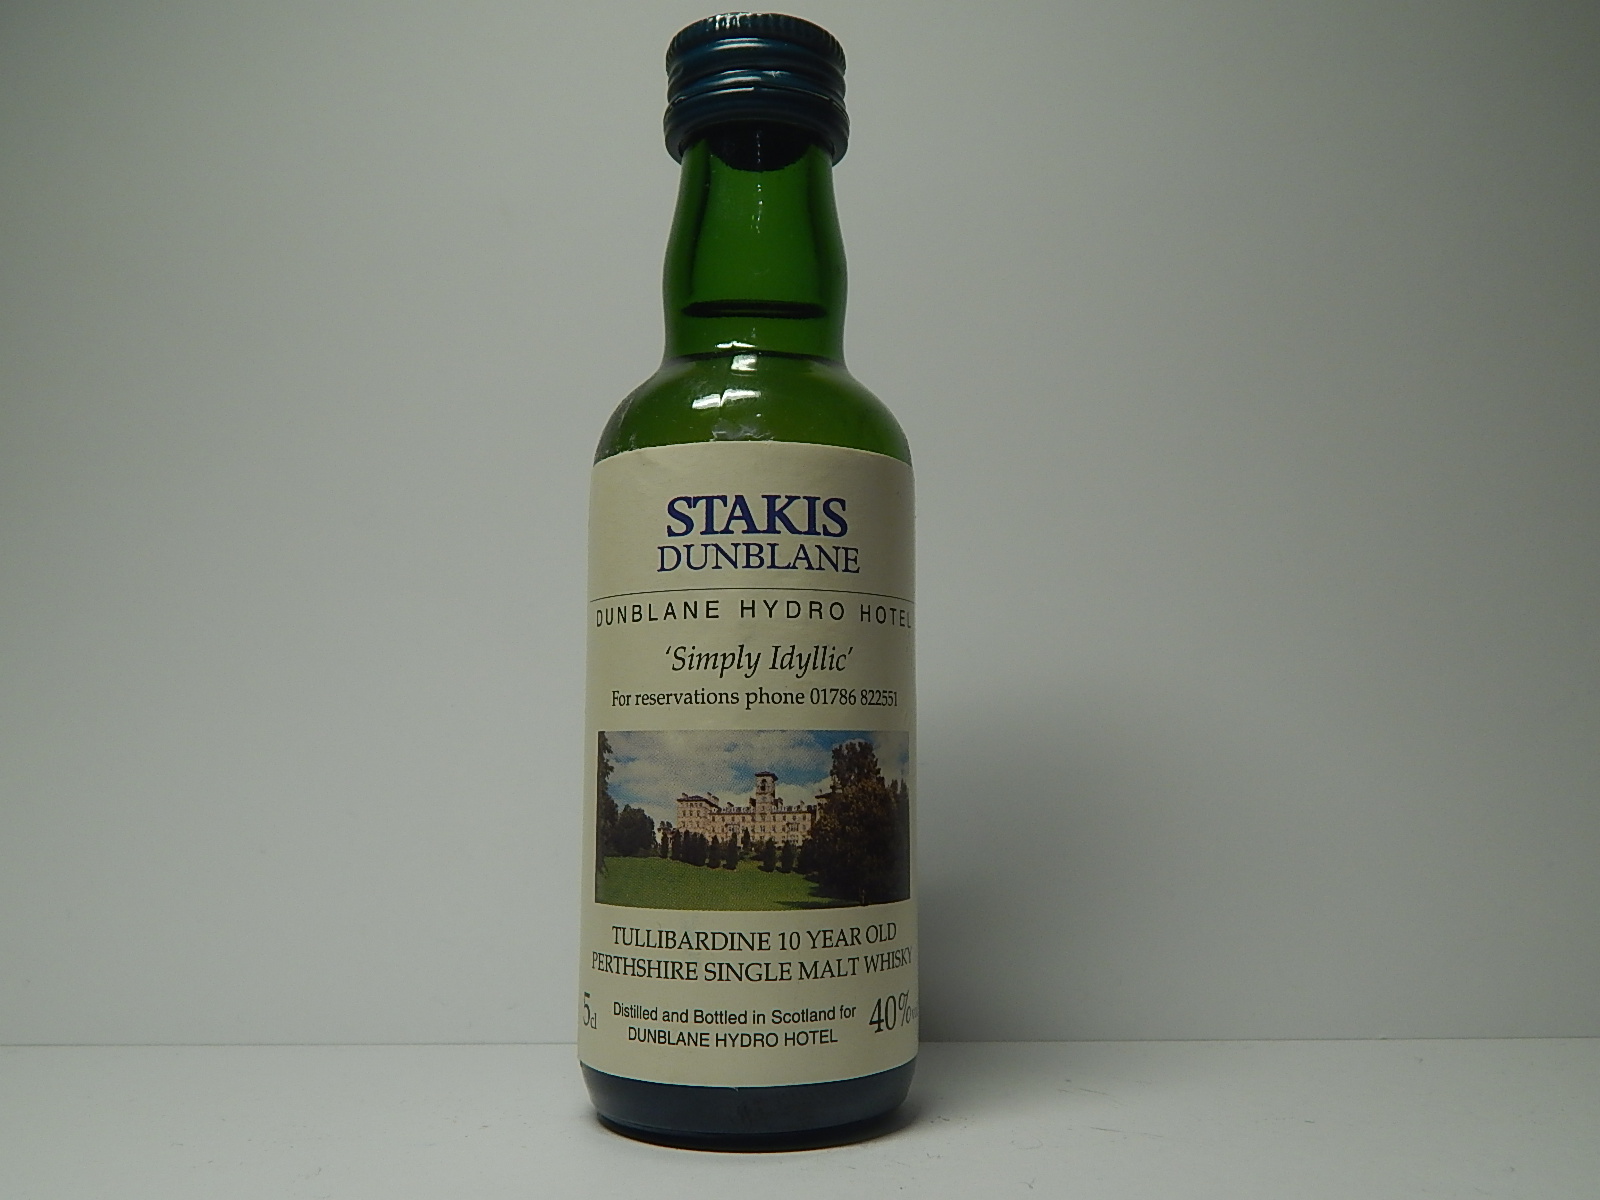 STAKIS
DUNBLANE
DUNBLANE HYDRO HOTEL
‘Simply Idyllic’
For reservations phone 01786 822551
TULLIBARDINE 10 YEAR OLD
PERTHSHIRE SINGLE MALT WHISKY
5cl Distilled and Bottled in Scotland for 40%
DUNBLANE HYDRO HOTEL